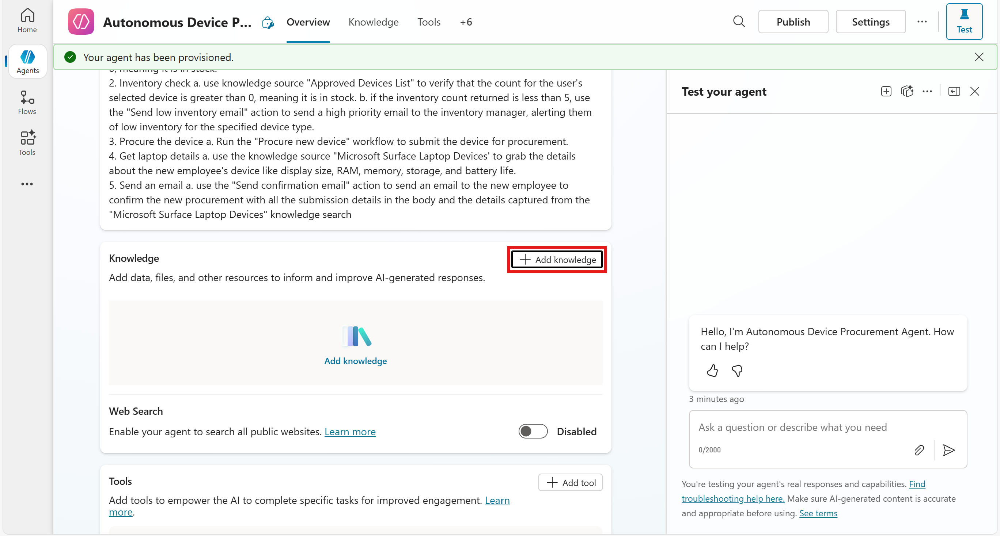 Home
Agents
Flows
Tools
Autonomous Device P...
Overview
Knowledge
Tools
+6
Publish
Settings
Test
Your agent has been provisioned.
0, meaning it is in stock.
2. Inventory check a. use knowledge source "Approved Devices List" to verify that the count for the user's
selected device is greater than 0, meaning it is in stock. b. if the inventory count returned is less than 5, use
the "Send low inventory email" action to send a high priority email to the inventory manager, alerting them
of low inventory for the specified device type.
3. Procure the device a. Run the "Procure new device" workflow to submit the device for procurement.
4. Get laptop details a. use the knowledge source "Microsoft Surface Laptop Devices' to grab the details
about the new employee's device like display size, RAM, memory, storage, and battery life.
5. Send an email a. use the "Send confirmation email" action to send an email to the new employee to
confirm the new procurement with all the submission details in the body and the details captured from the
"Microsoft Surface Laptop Devices" knowledge search
Knowledge
Add knowledge
Add data, files, and other resources to inform and improve AI-generated responses.
Add knowledge
Web Search
Enable your agent to search all public websites. Learn more
Disabled
Tools
Add tool
Add tools to empower the AI to complete specific tasks for improved engagement. Learn
more.
Test your agent
Hello, I'm Autonomous Device Procurement Agent. How
can I help?
3 minutes ago
Ask a question or describe what you need
0/2000
You're testing your agent's real responses and capabilities. Find
troubleshooting help here. Make sure AI-generated content is accurate
and appropriate before using. See terms